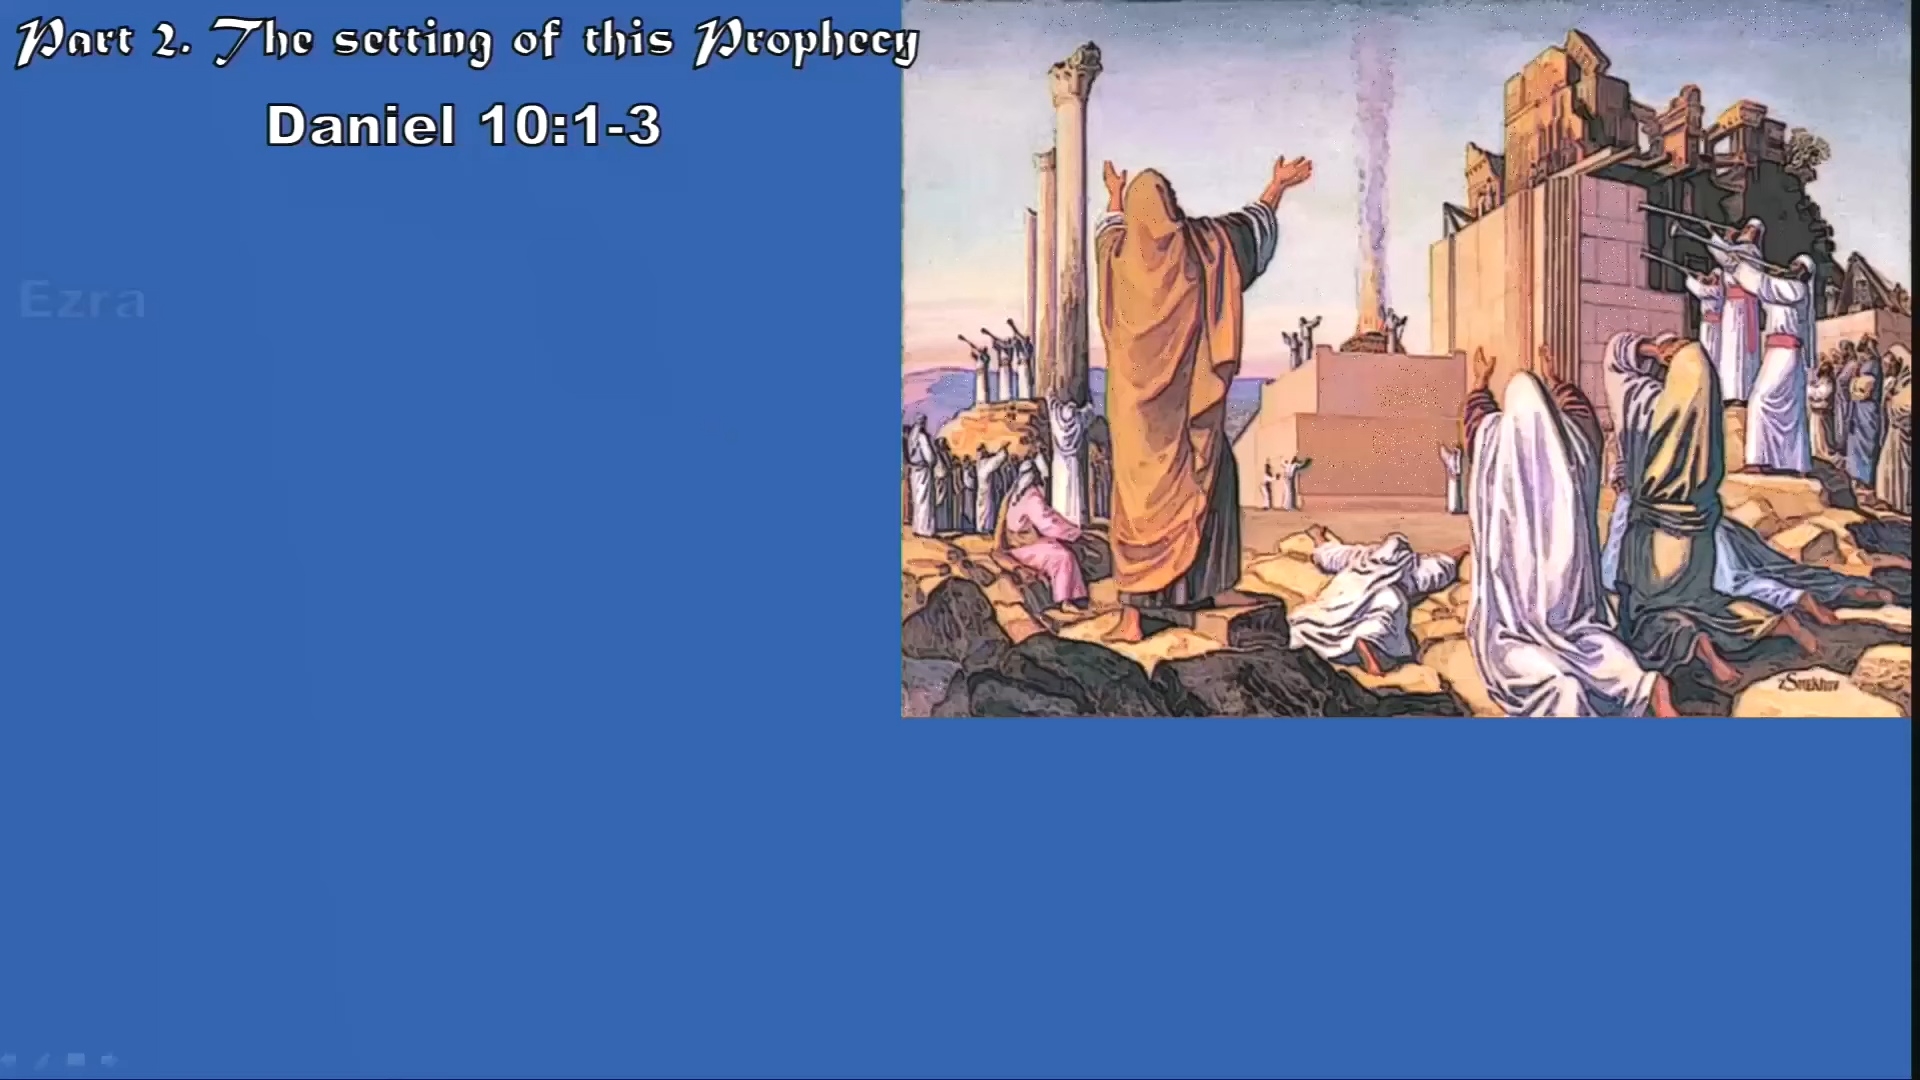 Part 2. The setting of this Prophecy
Daniel 10:1-3
Ezra